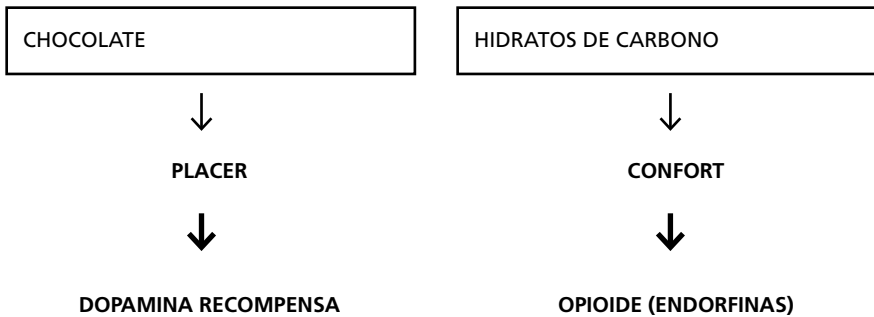 CHOCOLATE
HIDRATOS DE CARBONO
PLACER
CONFORT
DOPAMINA RECOMPENSA
OPIOIDE (ENDORFINAS)